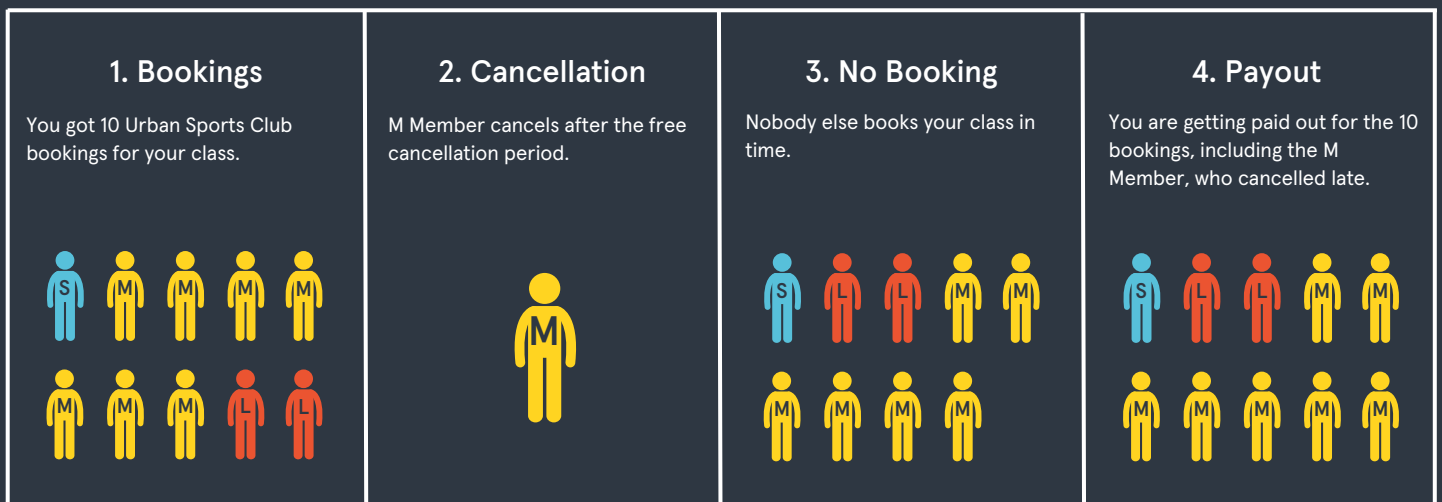 1. Bookings
You got 10 Urban Sports Club
bookings for your class.
S M M M M
M M M L L
2. Cancellation
M Member cancels after the free
cancellation period.
M
3. No Booking
Nobody else books your class in
time.
S L L M M
M M M M
4. Payout
You are getting paid out for the 10
bookings, including the M
Member, who cancelled late.
S L L M M
M M M M M